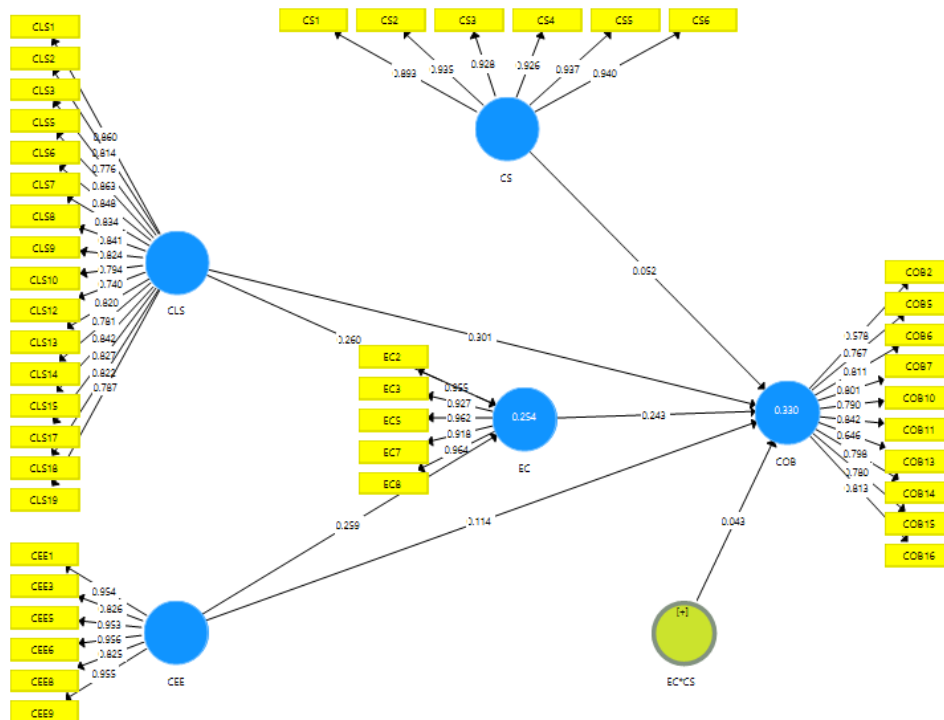 CS1
CS2
CS3
CS4
CS5
CS6
0.893
0.935
0.928
0.926
0.937
0.940
CS
CLS1
CLS2
CLS3
CLS5
CLS6
CLS7
CLS8
CLS9
CLS10
CLS12
CLS13
CLS14
CLS15
CLS17
CLS18
CLS19
0.860
0.814
0.776
0.863
0.848
0.834
0.841
0.824
0.794
0.740
0.820
0.781
0.842
0.827
0.822
0.787
CLS
0.052
0.301
0.260
EC2
EC3
EC5
EC7
EC8
0.955
0.927
0.962
0.918
0.964
0.254
EC
0.243
0.330
COB
0.578
0.767
0.811
0.801
0.790
0.842
0.646
0.798
0.780
0.813
COB2
COB5
COB6
COB7
COB10
COB11
COB13
COB14
COB15
COB16
0.259
0.114
0.043
CEE1
CEE3
CEE5
CEE6
CEE8
CEE9
0.954
0.826
0.953
0.956
0.825
0.955
CEE
[+]
EC*CS